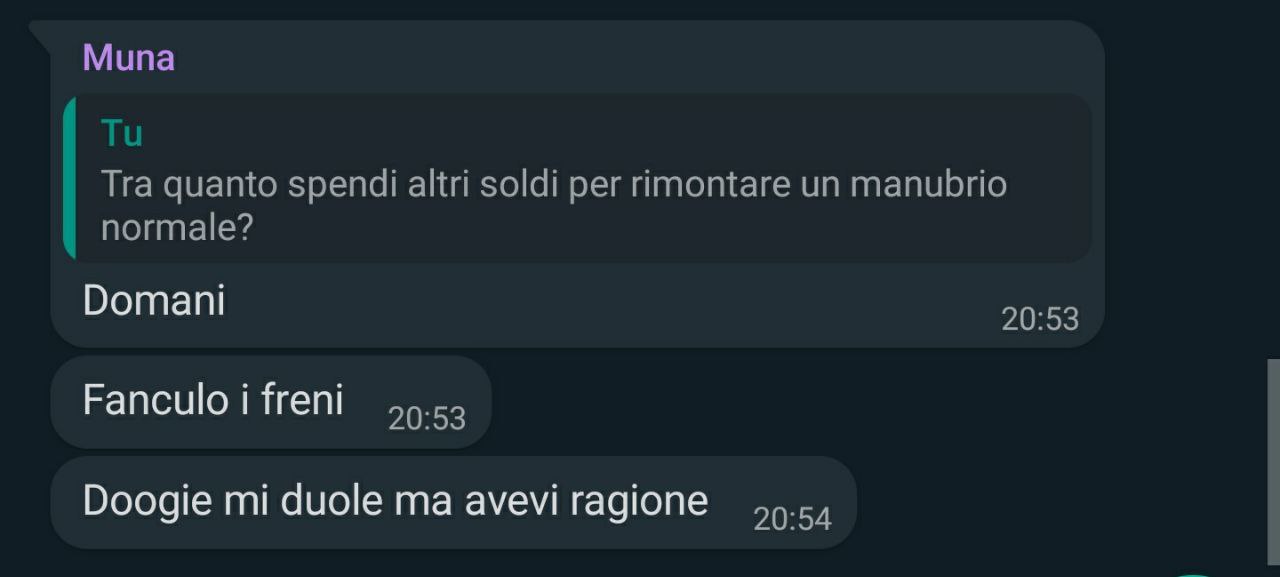 Muna
Tu
Tra quanto spendi altri soldi per rimontare un manubrio
normale?
Domani
20:53
Fanculo i freni
20:53
Doogie mi duole ma avevi ragione
20:54